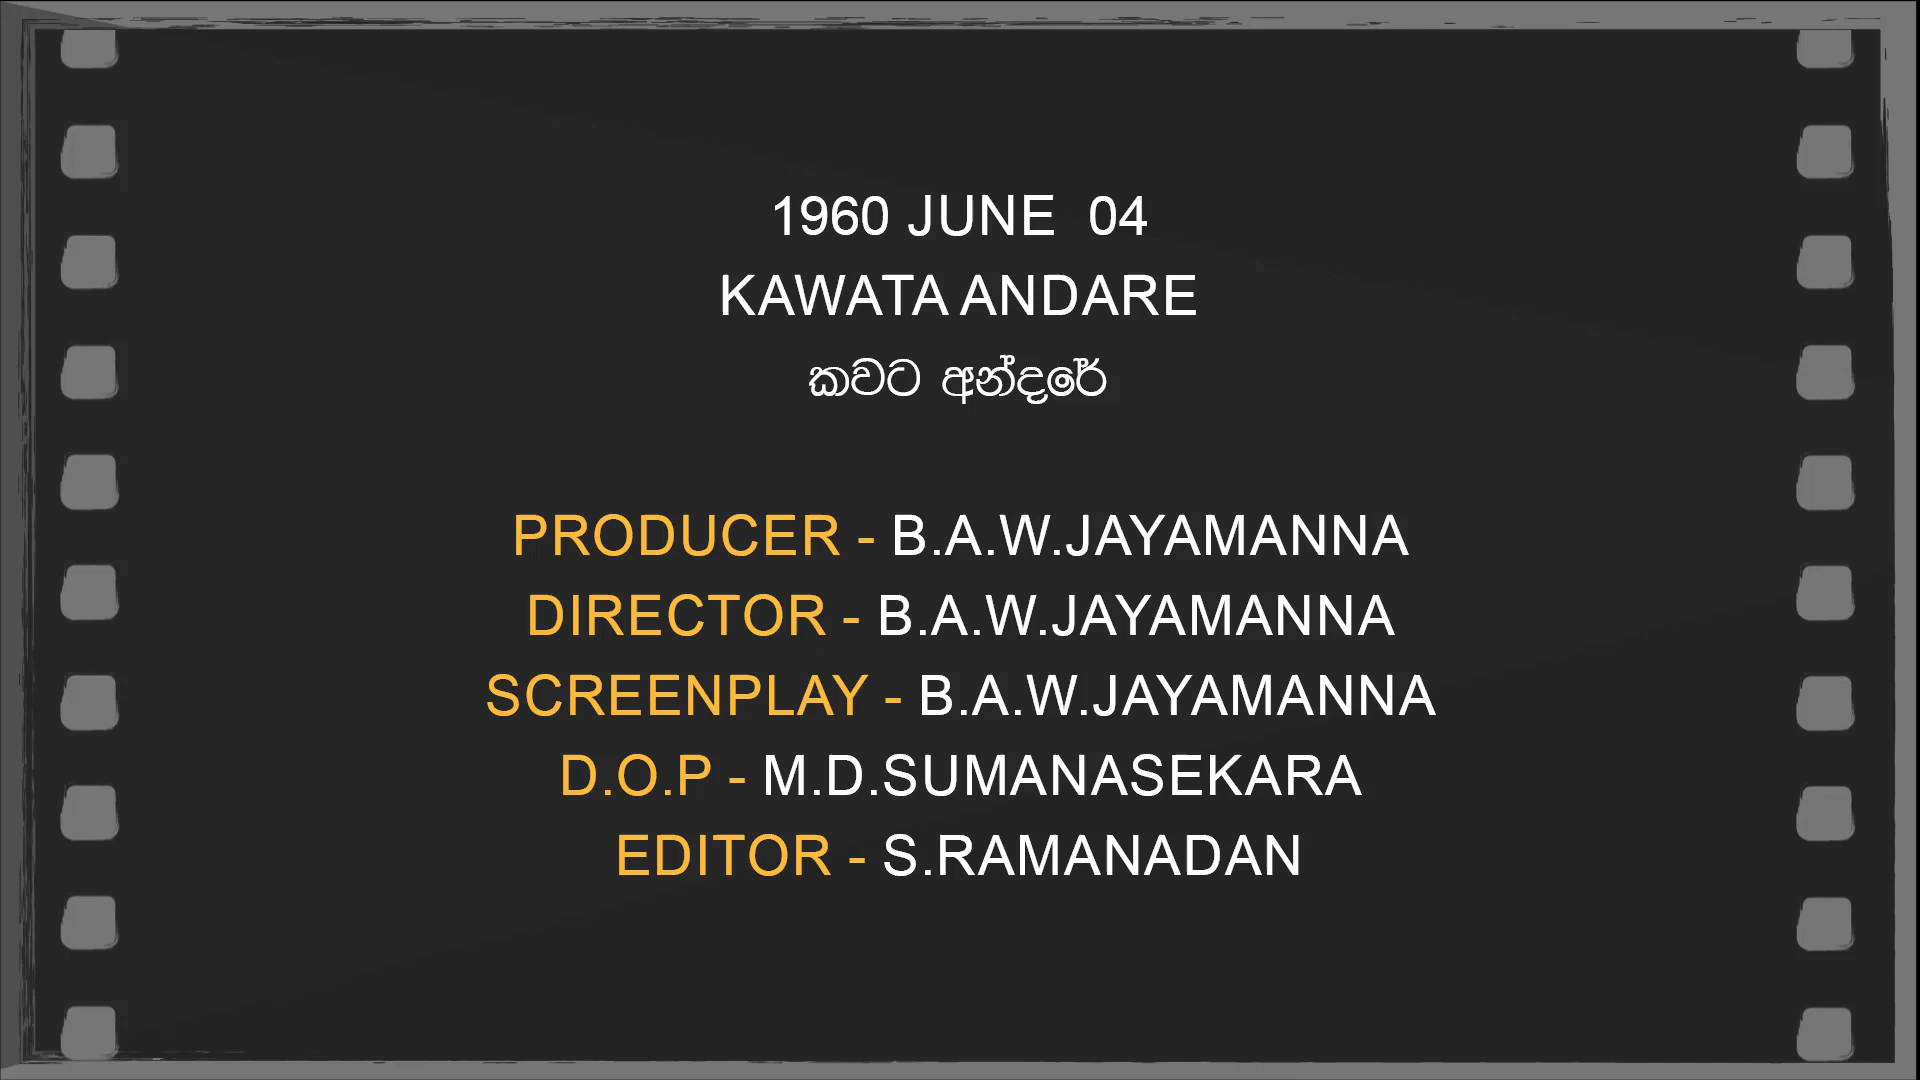 1960 JUNE  04
KAWATA ANDARE
කවට අන්දරේ
PRODUCER - B.A.W.JAYAMANNA
DIRECTOR - B.A.W.JAYAMANNA
SCREENPLAY - B.A.W.JAYAMANNA
D.O.P - M.D.SUMANASEKARA
EDITOR - S.RAMANADAN